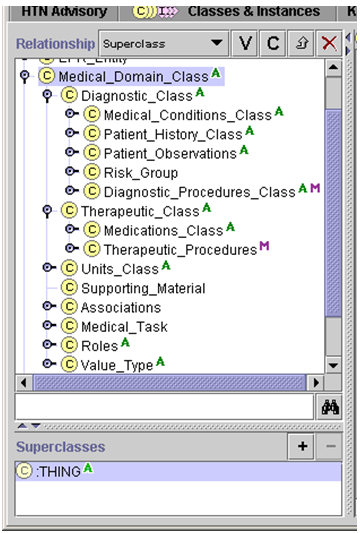 HTN Advisory C Classes & Instances K
Relationship Superclass V C
EPR_Entity
C Medical_Domain_Class A
C Diagnostic_Class A
C Medical_Conditions_Class A
C Patient_History_Class A
C Patient_Observations A
C Risk_Group
C Diagnostic_Procedures_Class A M
C Therapeutic_Class A
C Medications_Class A
C Therapeutic_Procedures M
C Units_Class A
C Supporting_Material
C Associations
C Medical_Task
C Roles A
C Value_Type A
Superclasses + -
C :THING A